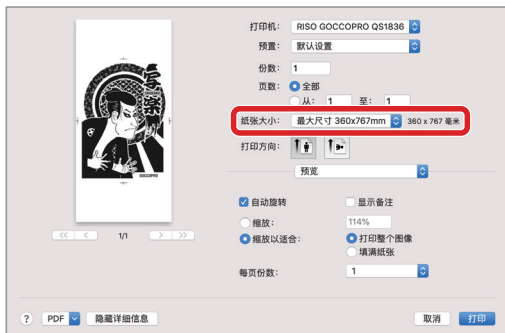 打印机： RISO GOCCOPRO QS1836
预置： 默认设置
份数： 1
页数： 全部
从： 1 至： 1
纸张大小： 最大尺寸 360x767mm 360 x 767 毫米
打印方向：
预览
自动旋转 显示备注
缩放： 114%
缩放以适合： 打印整个图像
填满纸张
每页份数： 1
写楽
GOCCOPRO
<< < 1/1 > >>
? PDF 隐藏详细信息 取消 打印